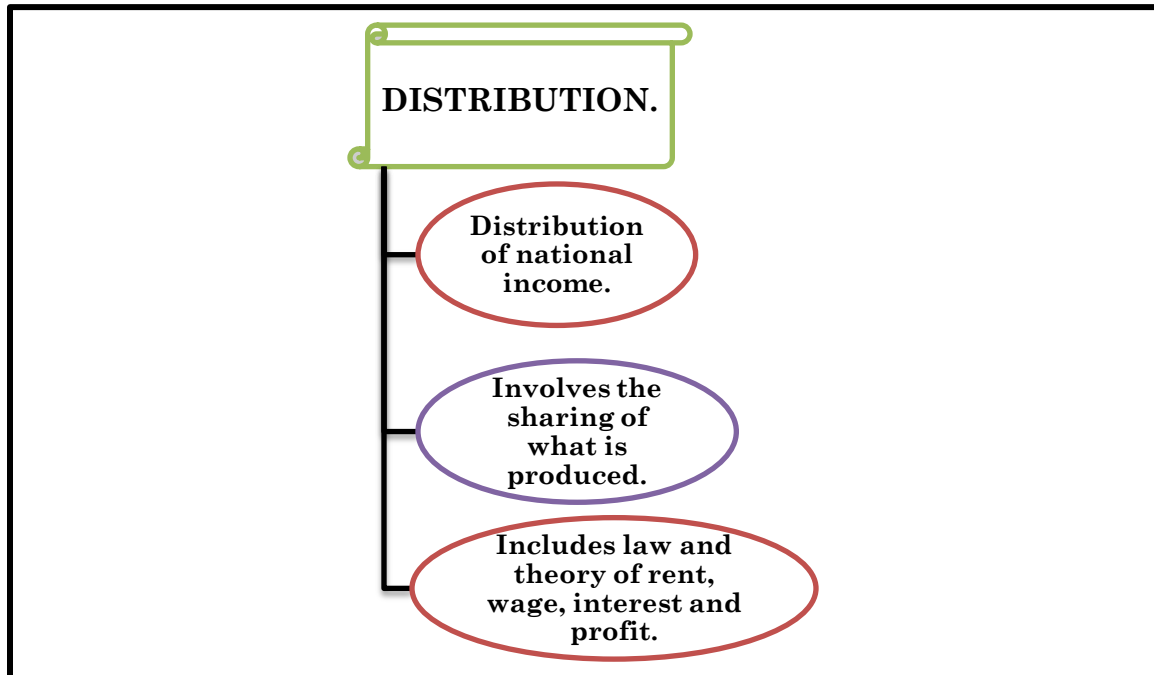 DISTRIBUTION.
Distribution
of national
income.
Involves the
sharing of
what is
produced.
Includes law and
theory of rent,
wage, interest and
profit.